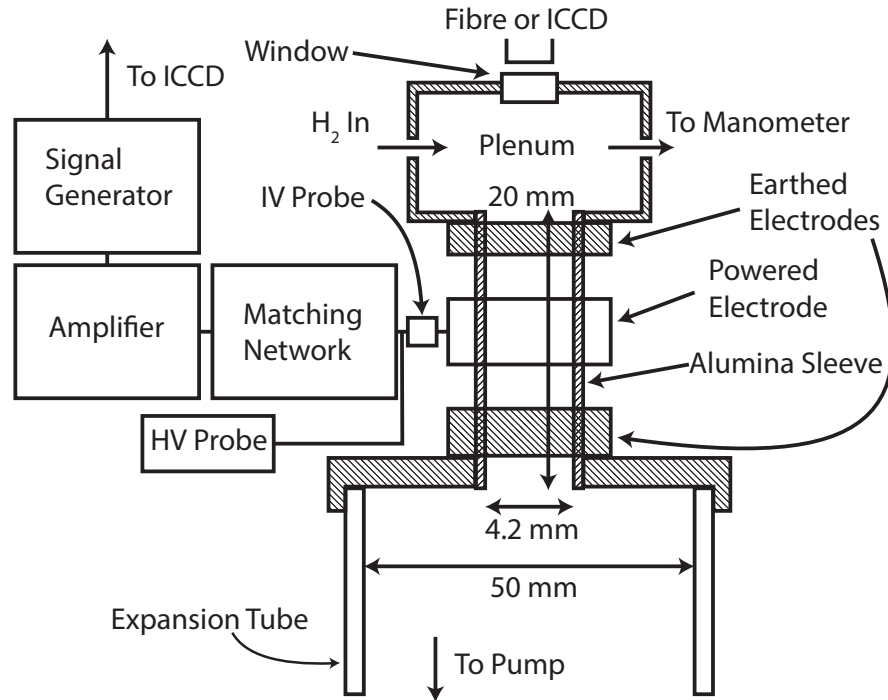 Fibre or ICCD
Window
To ICCD
H₂ In
To Manometer
Plenum
Signal
Generator
20 mm
IV Probe
Earthed
Electrodes
Powered
Electrode
Amplifier
Matching
Network
Alumina Sleeve
HV Probe
4.2 mm
50 mm
Expansion Tube
To Pump